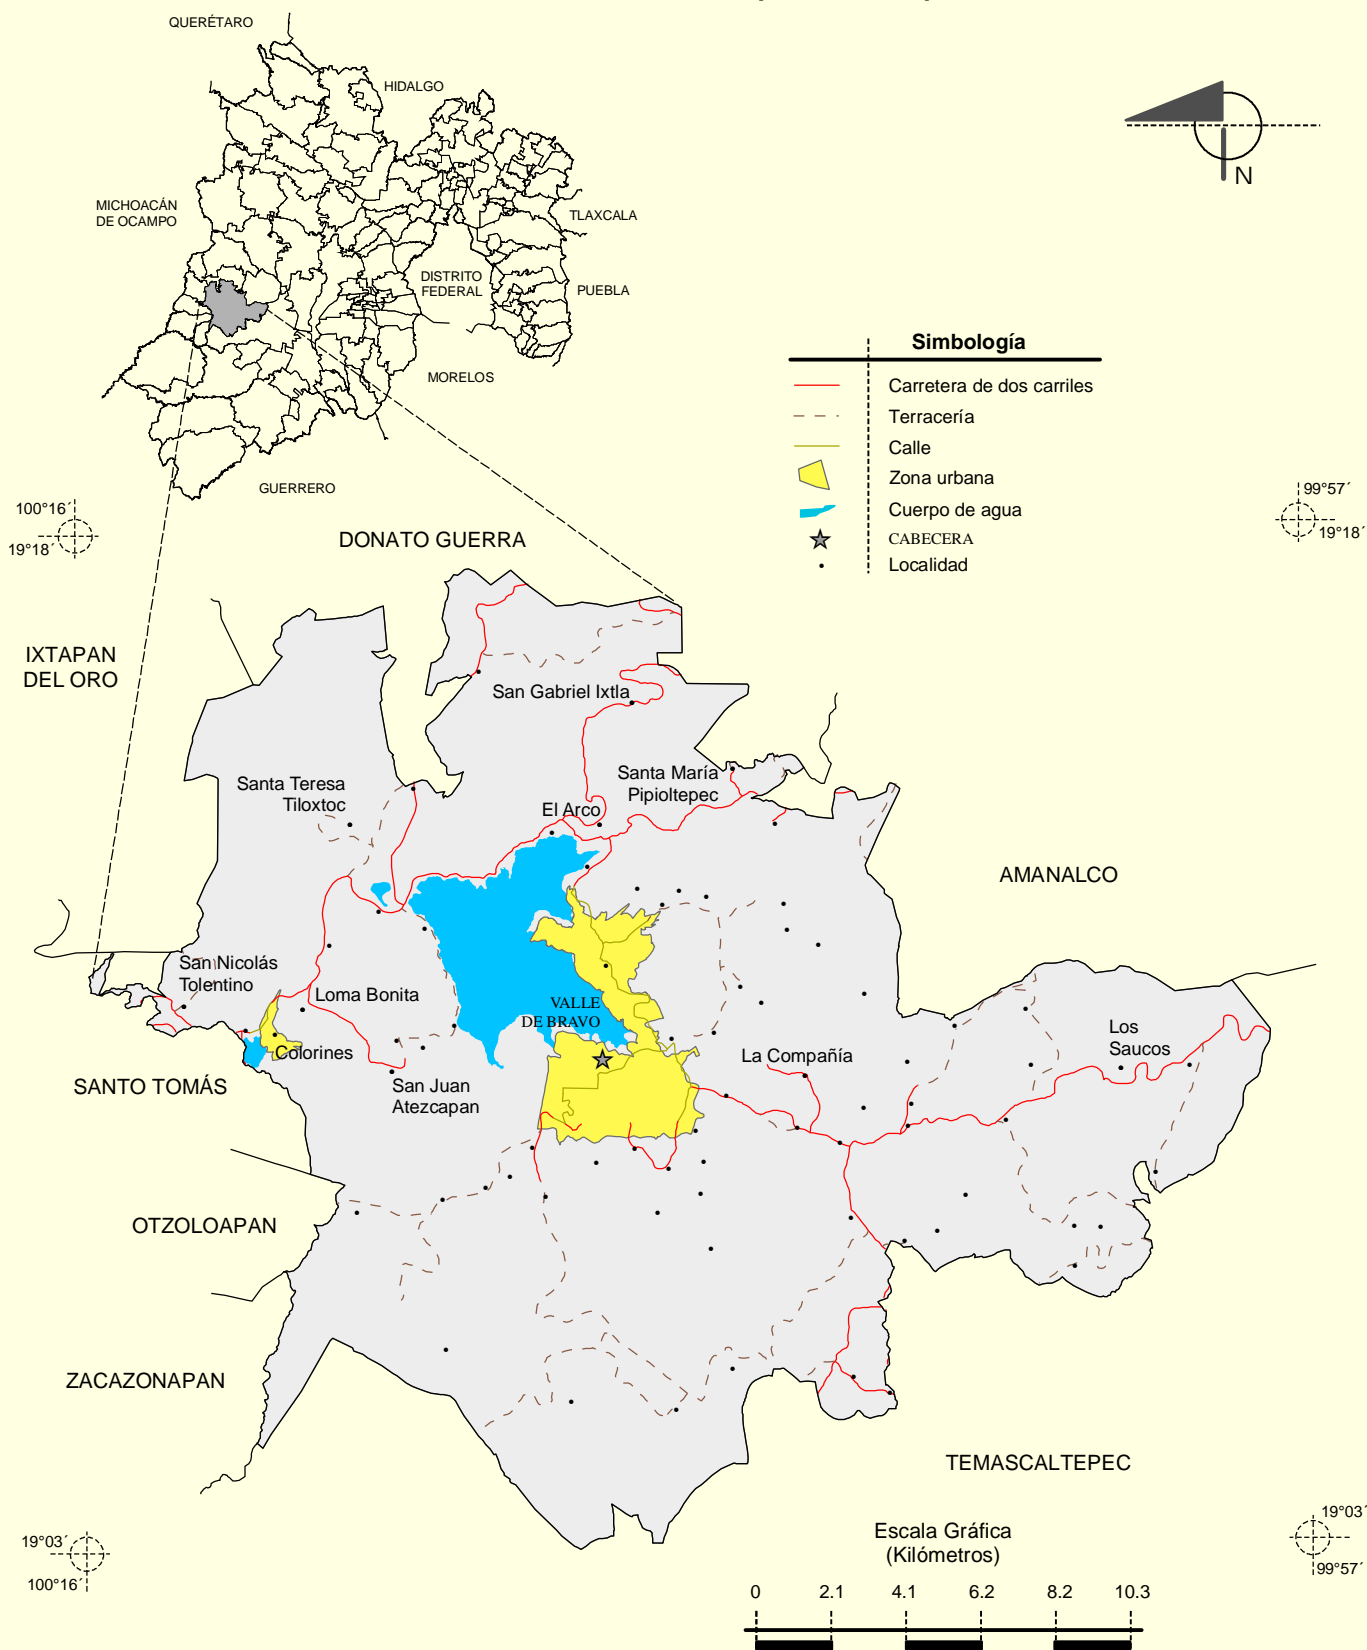 QUERÉTARO
HIDALGO
MICHOACÁN
DE OCAMPO
TLAXCALA
DISTRITO
FEDERAL
PUEBLA
MORELOS
GUERRERO
N
Simbología
Carretera de dos carriles
Terracería
Calle
Zona urbana
Cuerpo de agua
CABECERA
Localidad
100°16´
19°18´
99°57´
19°18´
DONATO GUERRA
IXTAPAN
DEL ORO
San Gabriel Ixtla
Santa María
Pipioltepec
Santa Teresa
Tiloxtoc
El Arco
AMANALCO
San Nicolás
Tolentino
Loma Bonita
VALLE
DE BRAVO
Colorines
La Compañía
Los
Saucos
SANTO TOMÁS
San Juan
Atezcapan
OTZOLOAPAN
ZACAZONAPAN
TEMASCALTEPEC
19°03´
100°16´
19°03´
99°57´
Escala Gráfica
(Kilómetros)
0 2.1 4.1 6.2 8.2 10.3